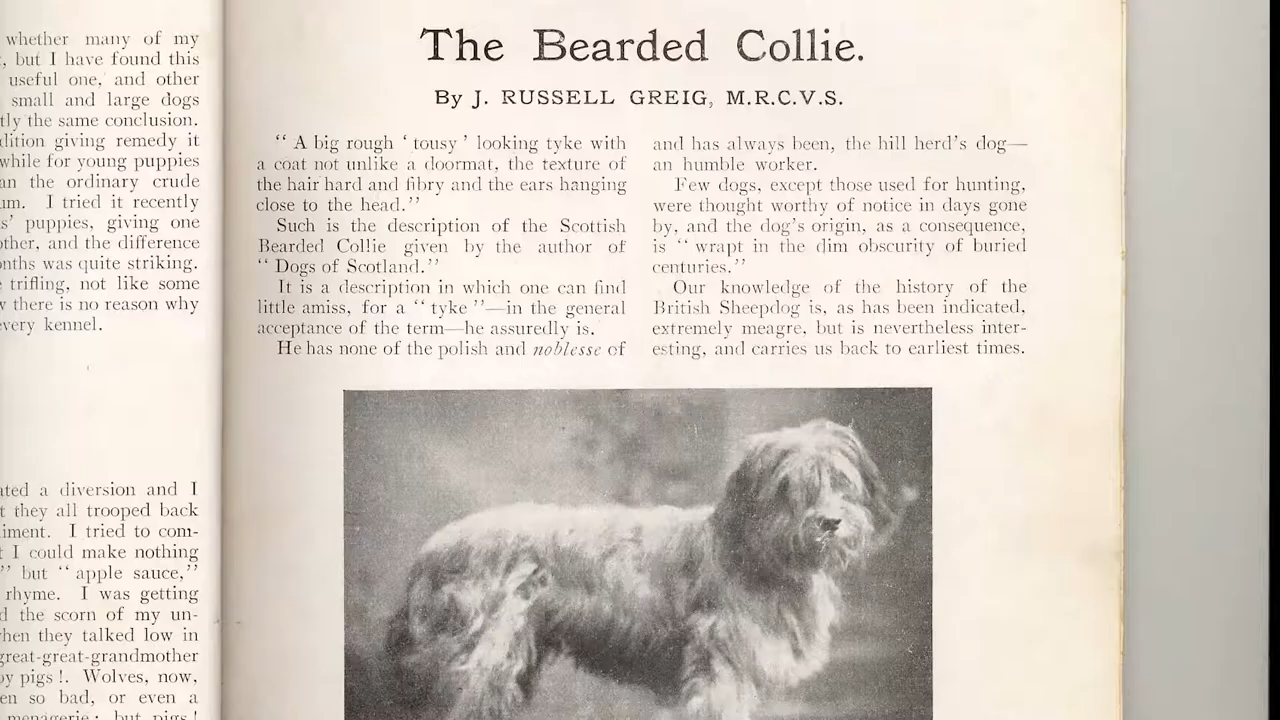 whether many of my
, but I have found this
useful one, and other
small and large dogs
tly the same conclusion.
dition giving remedy it
while for young puppies
an the ordinary crude
um. I tried it recently
s' puppies, giving one
other, and the difference
onths was quite striking.
trifling, not like some
there is no reason why
every kennel.
ated a diversion and I
t they all trooped back
iment. I tried to com-
I could make nothing
" but "apple sauce,"
rhyme. I was getting
d the scorn of my un-
when they talked low in
great-great-grandmother
by pigs!. Wolves, now,
en so bad, or even a
menagerie; but pigs!
The Bearded Collie.
By J. RUSSELL GREIG, M.R.C.V.S.
"A big rough 'tousy' looking tyke with
a coat not unlike a doormat, the texture of
the hair hard and fibry and the ears hanging
close to the head."
Such is the description of the Scottish
Bearded Collie given by the author of
"Dogs of Scotland."
It is a description in which one can find
little amiss, for a "tyke"—in the general
acceptance of the term—he assuredly is.
He has none of the polish and noblesse of
and has always been, the hill herd's dog—
an humble worker.
Few dogs, except those used for hunting,
were thought worthy of notice in days gone
by, and the dog's origin, as a consequence,
is "wrapt in the dim obscurity of buried
centuries."
Our knowledge of the history of the
British Sheepdog is, as has been indicated,
extremely meagre, but is nevertheless inter-
esting, and carries us back to earliest times.